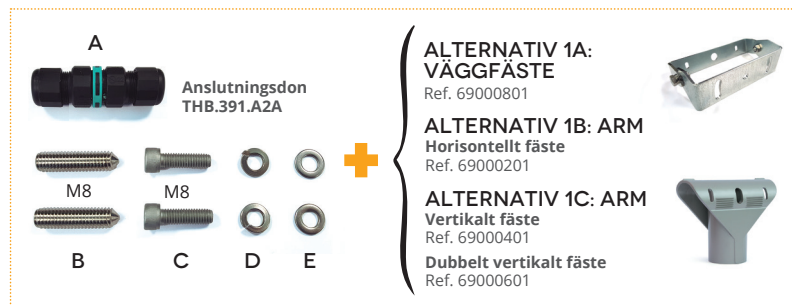 A
Anslutningsdon
THB.391.A2A
M8
M8
B
C
D
E
ALTERNATIV 1A:
VÄGGFÄSTE
Ref. 69000801
ALTERNATIV 1B: ARM
Horisontellt fäste
Ref. 69000201
ALTERNATIV 1C: ARM
Vertikalt fäste
Ref. 69000401
Dubbelt vertikalt fäste
Ref. 69000601